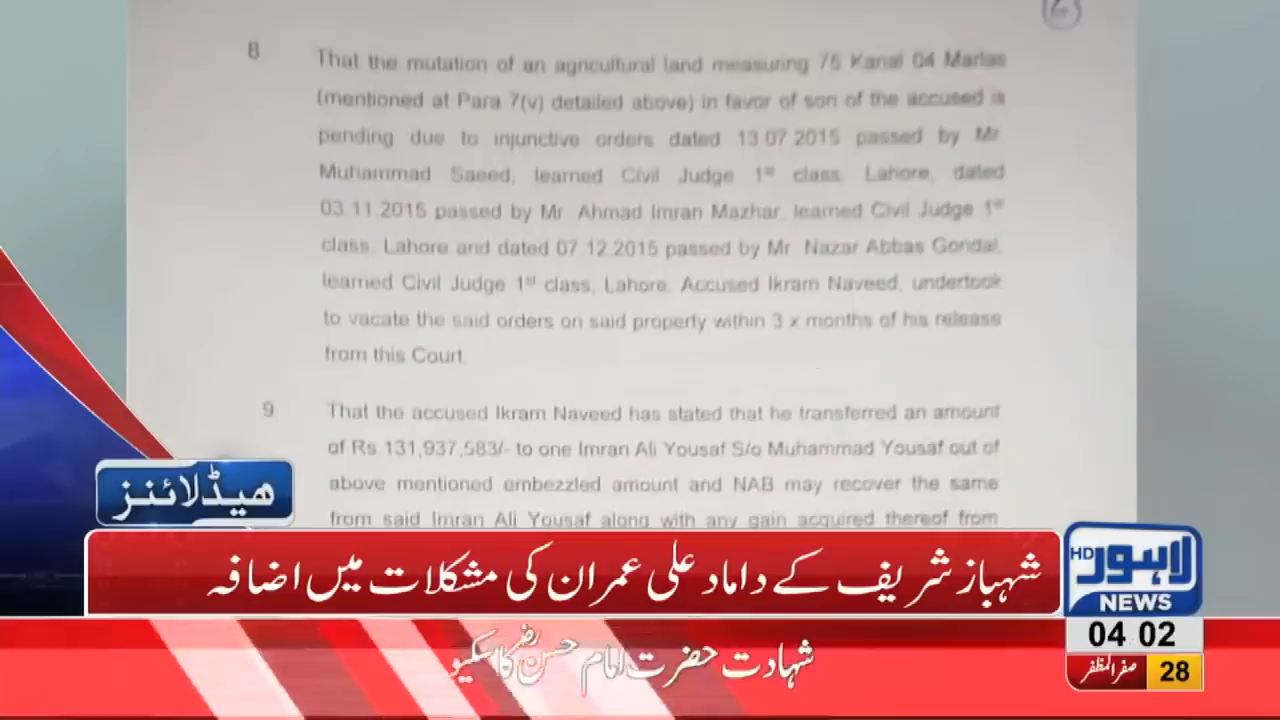 8 That the mutation of an agricultural land measuring 75 Kanal 04 Marlas
(mentioned at Para 7(v) detailed above) in favor of son of the accused is
pending due to injunctive orders dated 13.07.2015 passed by Mr.
Muhammad Saeed, learned Civil Judge 1st class, Lahore, dated
03.11.2015 passed by Mr. Ahmad Imran Mazhar, learned Civil Judge 1st
class, Lahore and dated 07.12.2015 passed by Mr. Nazar Abbas Gondal,
learned Civil Judge 1st class, Lahore. Accused Ikram Naveed, undertook
to vacate the said orders on said property within 3 x months of his release
from this Court.
9 That the accused Ikram Naveed has stated that he transferred an amount
of Rs. 131,937,583/- to one Imran Ali Yousaf S/o Muhammad Yousaf out of
above mentioned embezzled amount and NAB may recover the same
from said Imran Ali Yousaf along with any gain acquired thereof from
ہیڈلائنز
شہباز شریف کے داماد علی عمران کی مشکلات میں اضافہ
HD لاہور
NEWS
04 02
28 صفر المظفر
شہادت حضرت امام حسنؓ کا سکیو